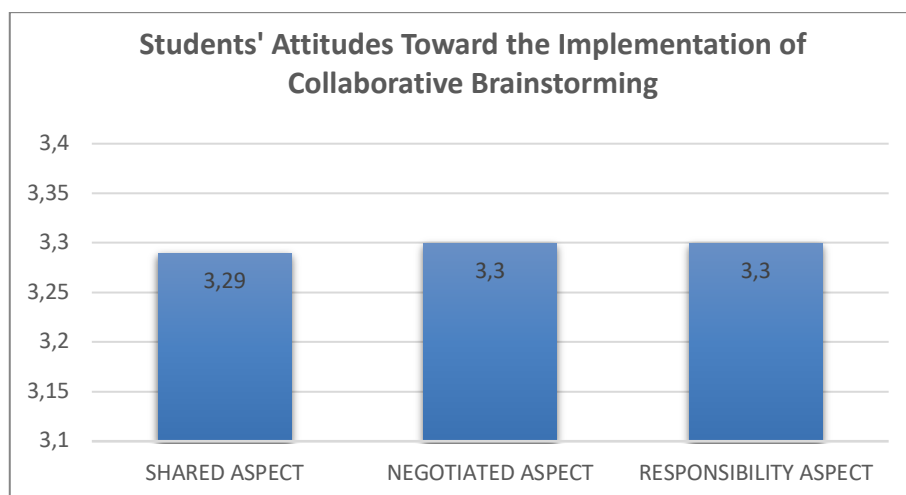 Students' Attitudes Toward the Implementation of
Collaborative Brainstorming
3,4
3,35
3,3
3,25
3,2
3,15
3,1
3,29
3,3
3,3
SHARED ASPECT
NEGOTIATED ASPECT
RESPONSIBILITY ASPECT